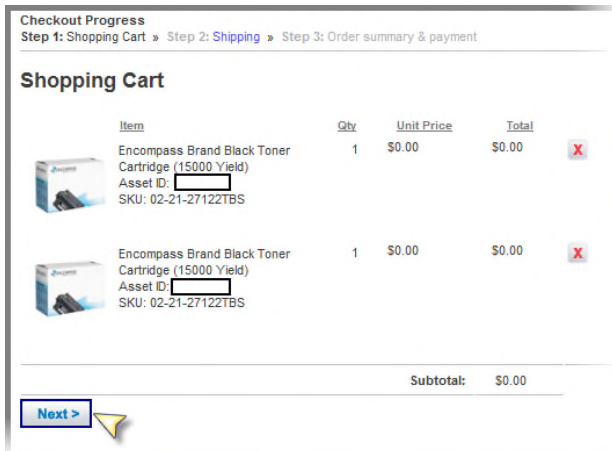 Checkout Progress
Step 1: Shopping Cart » Step 2: Shipping » Step 3: Order summary & payment
Shopping Cart
Item Qty Unit Price Total
Encompass Brand Black Toner 1 $0.00 $0.00 X
Cartridge (15000 Yield)
Asset ID:
SKU: 02-21-27122TBS
Encompass Brand Black Toner 1 $0.00 $0.00 X
Cartridge (15000 Yield)
Asset ID:
SKU: 02-21-27122TBS
Subtotal: $0.00
Next >